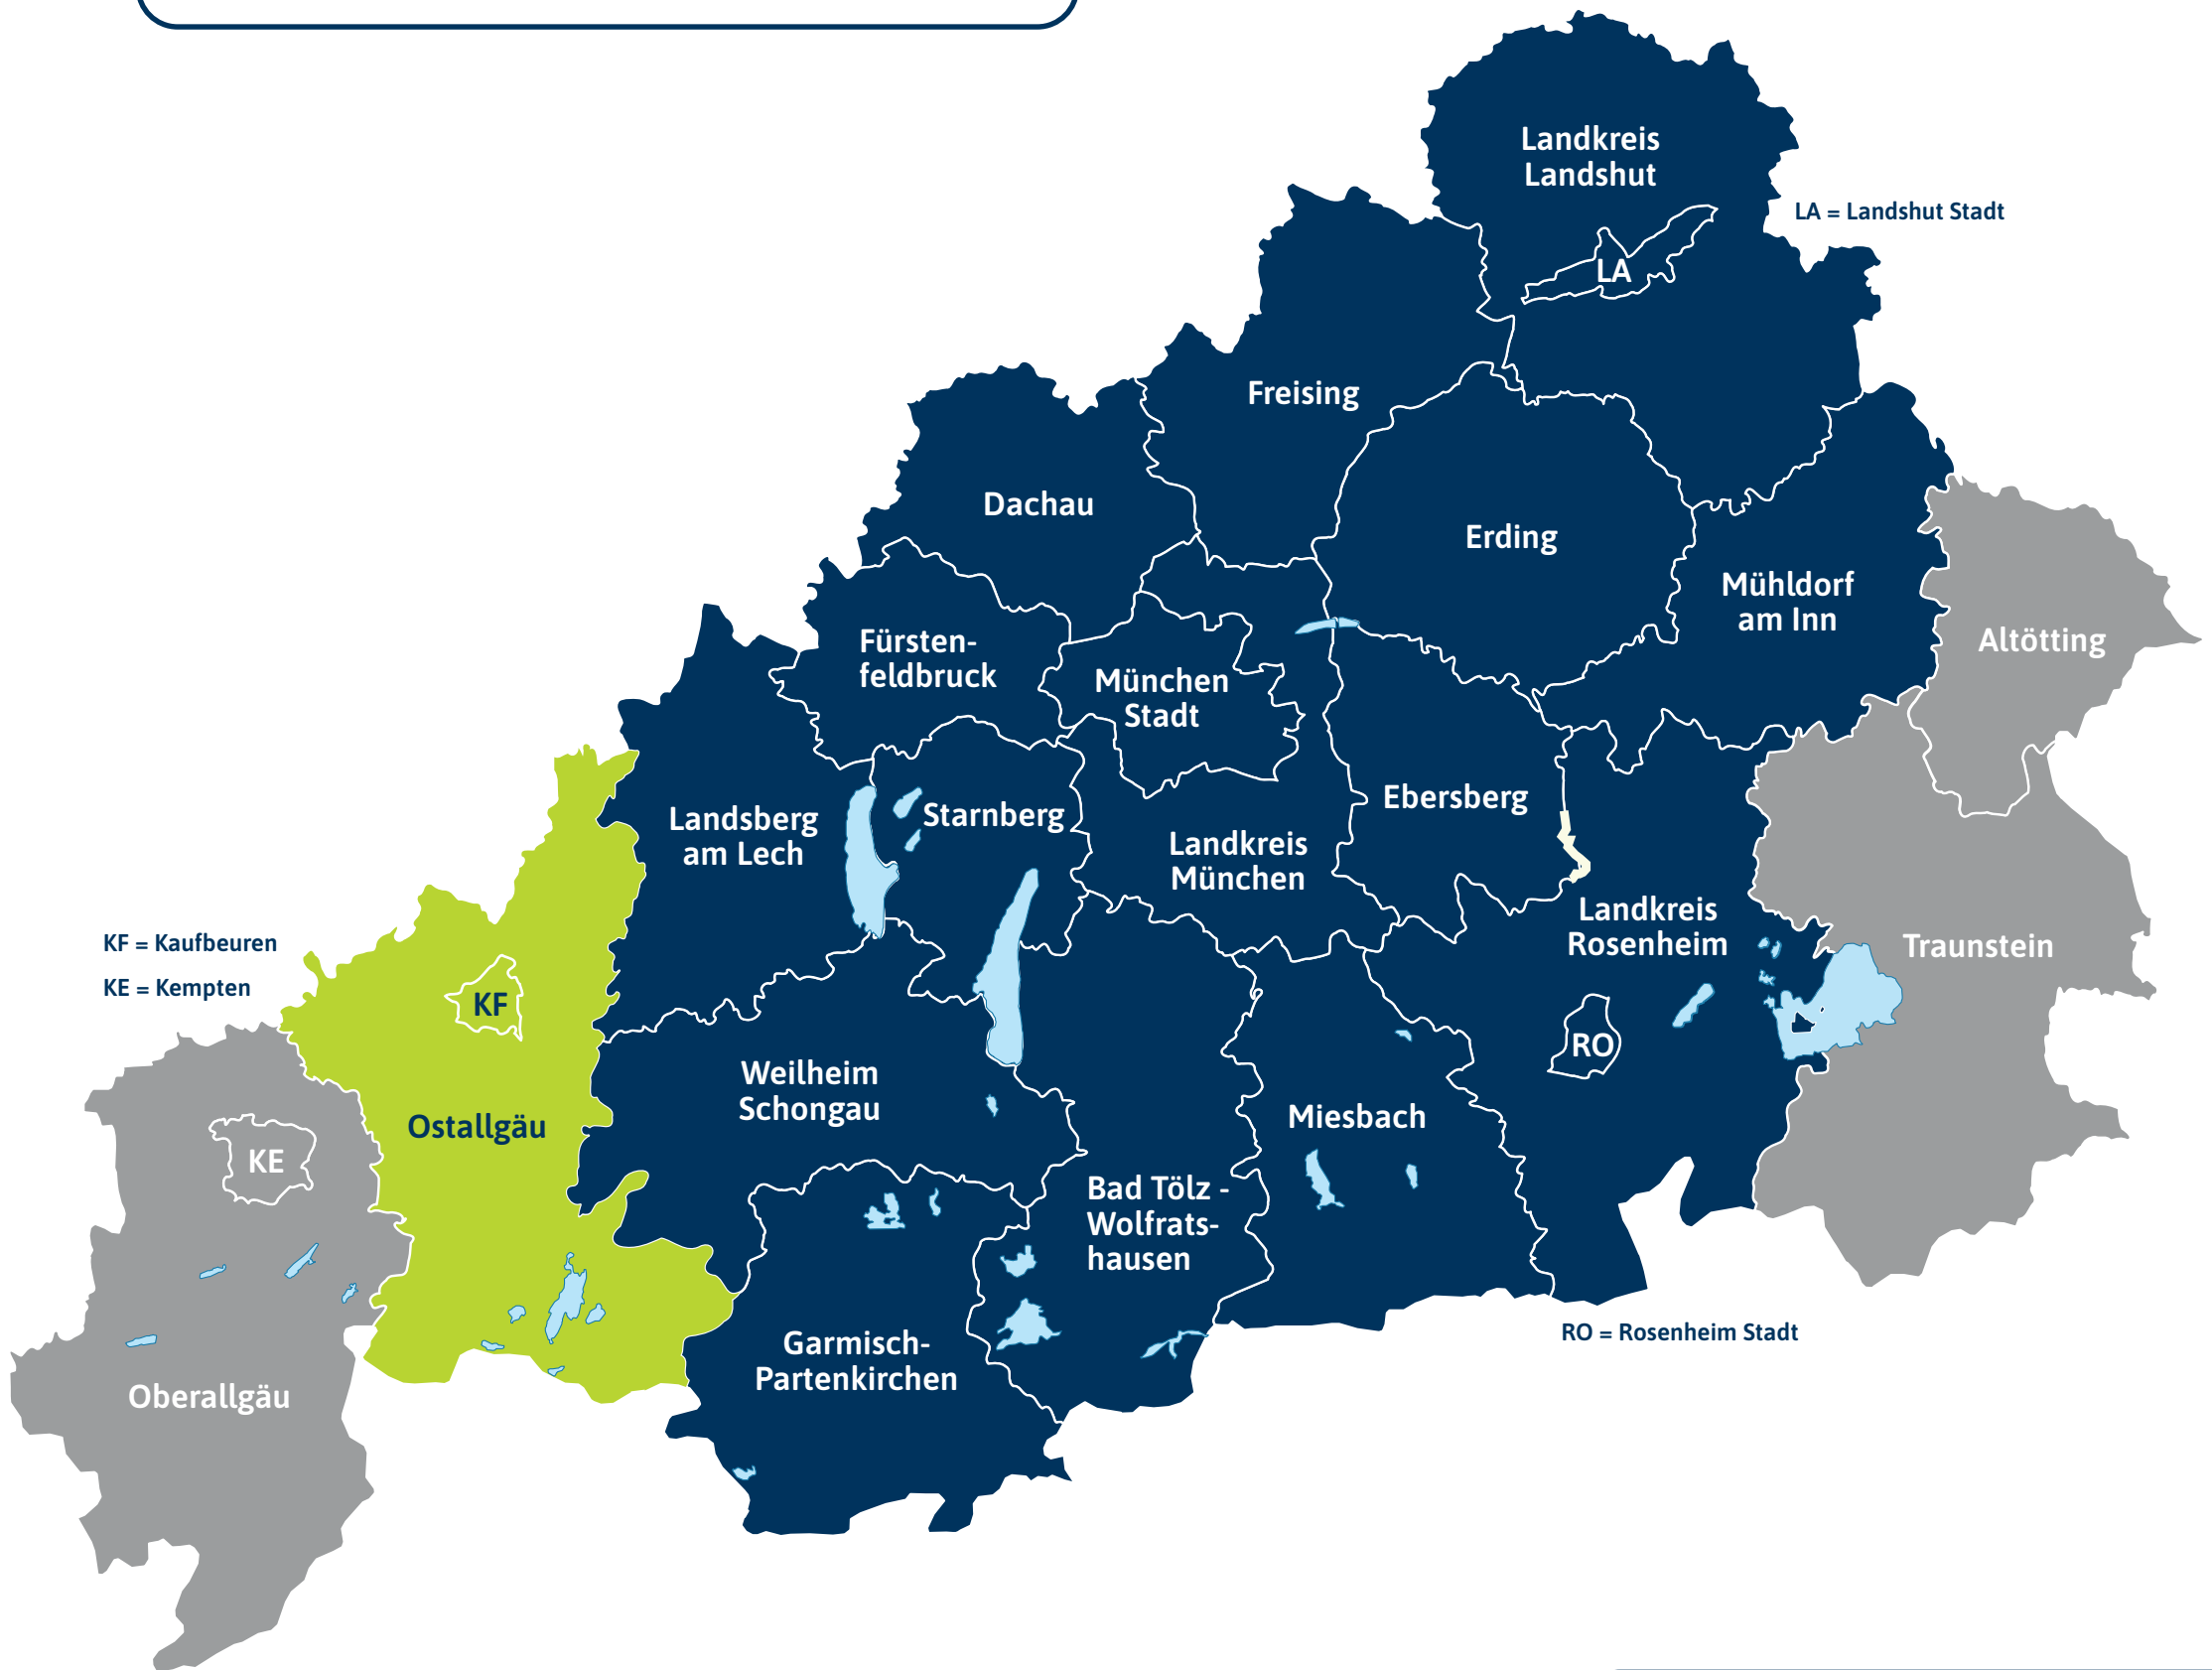 Landkreis
Landshut
LA = Landshut Stadt
LA
Freising
Dachau
Erding
Mühldorf
am Inn
Altötting
Fürsten-
feldbruck
München
Stadt
Landsberg
am Lech
Starnberg
Ebersberg
Landkreis
München
Landkreis
Rosenheim
Traunstein
KF = Kaufbeuren
KE = Kempten
KF
RO
Weilheim
Schongau
Ostallgäu
Miesbach
KE
Bad Tölz -
Wolfrats-
hausen
RO = Rosenheim Stadt
Garmisch-
Partenkirchen
Oberallgäu